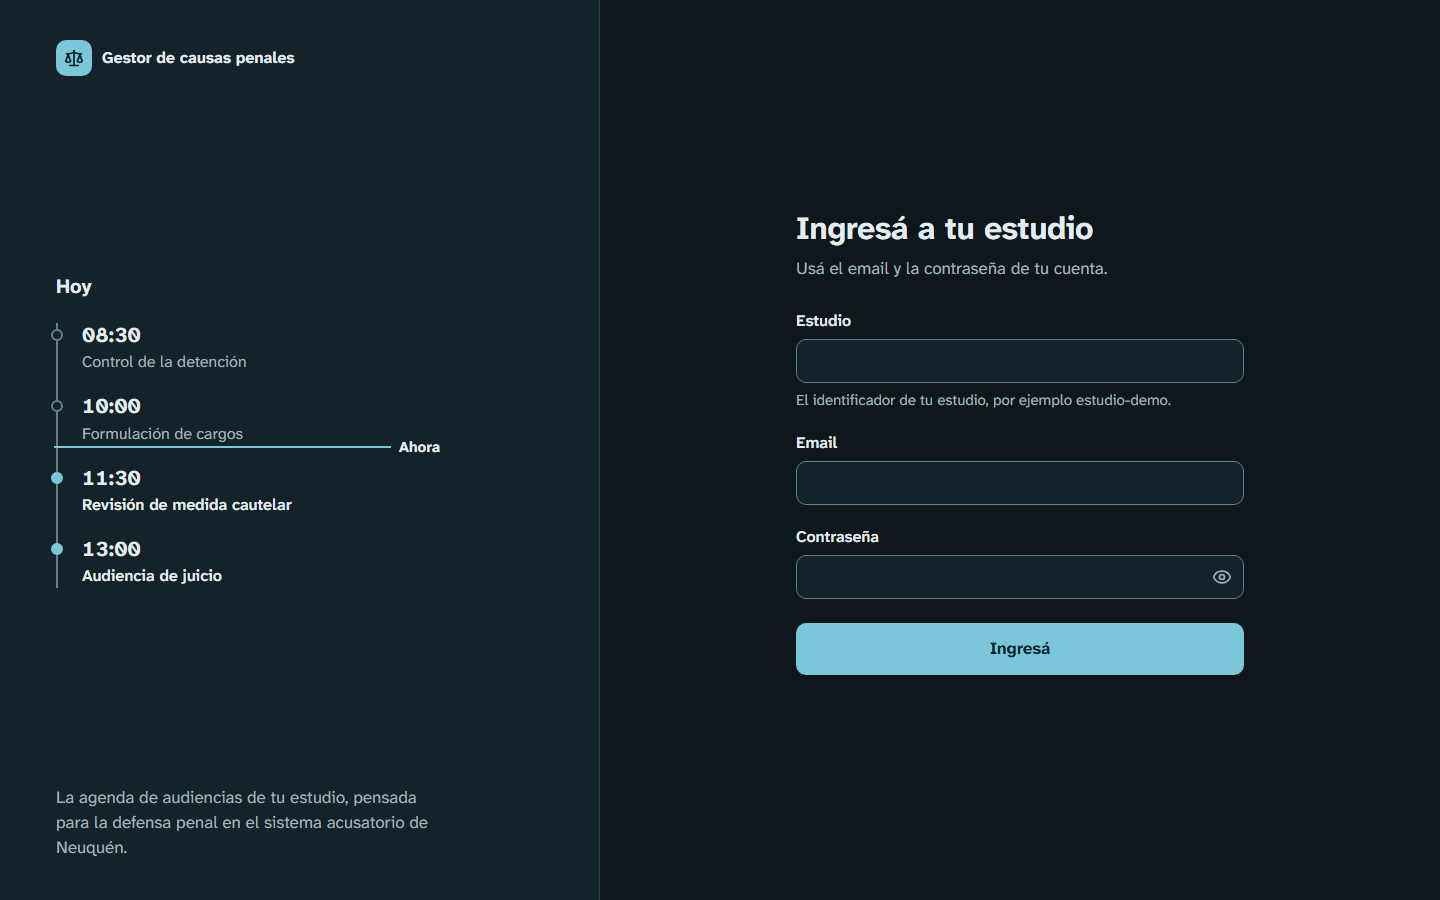 Gestor de causas penales
Hoy
08:30
Control de la detención
10:00
Formulación de cargos
Ahora
11:30
Revisión de medida cautelar
13:00
Audiencia de juicio
La agenda de audiencias de tu estudio, pensada
para la defensa penal en el sistema acusatorio de
Neuquén.
Ingresá a tu estudio
Usá el email y la contraseña de tu cuenta.
Estudio
El identificador de tu estudio, por ejemplo estudio-demo.
Email
Contraseña
Ingresá